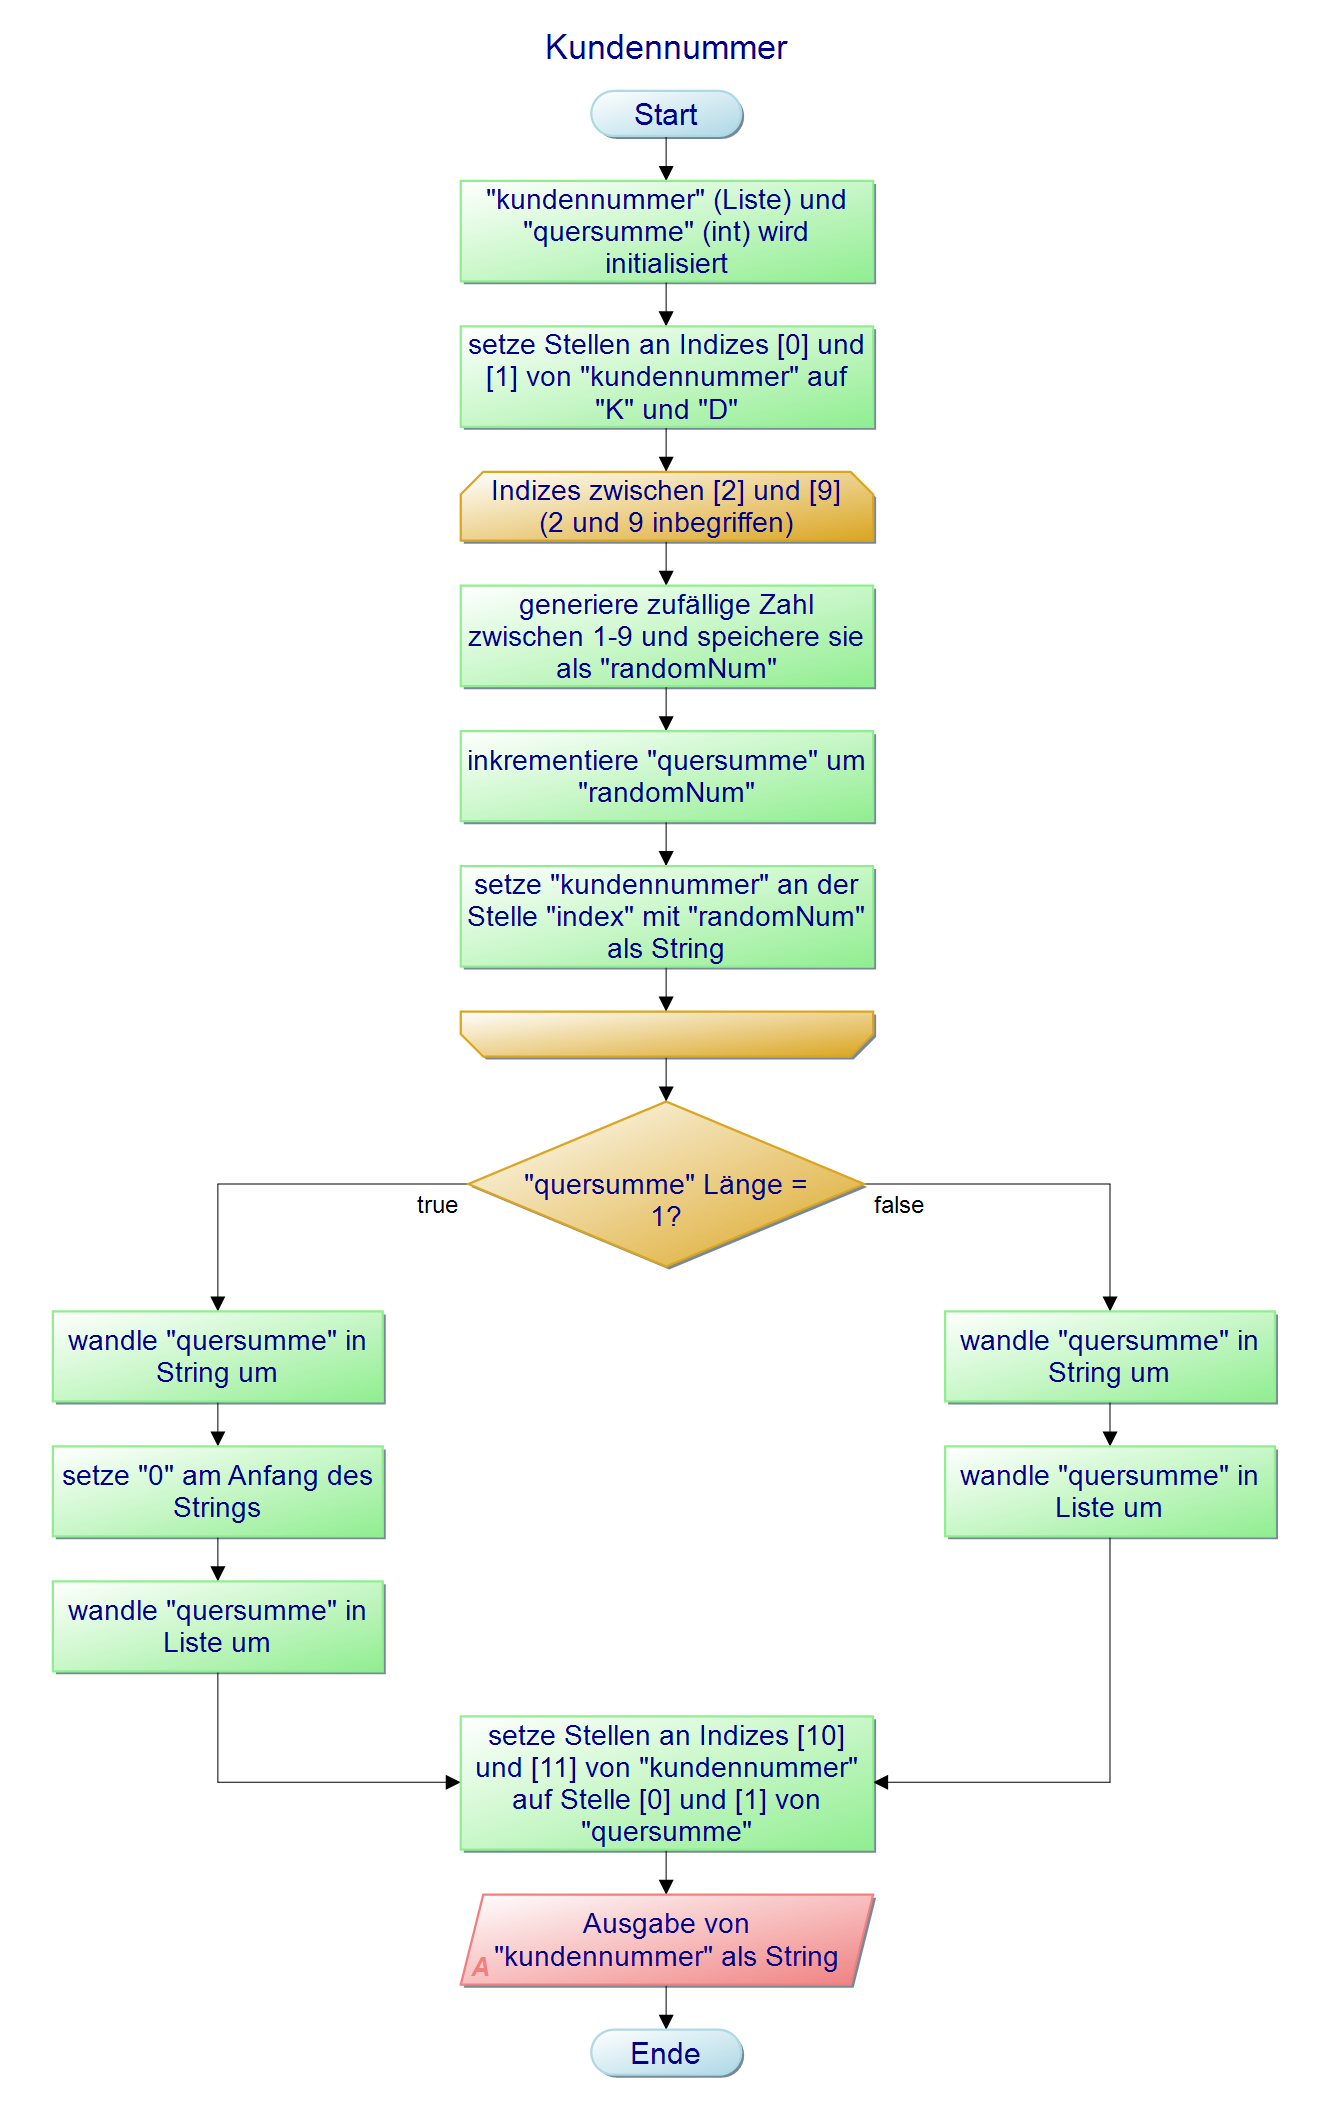 Kundennummer
Start
"kundennummer" (Liste) und
"quersumme" (int) wird
initialisiert
setze Stellen an Indizes [0] und
[1] von "kundennummer" auf
"K" und "D"
Indizes zwischen [2] und [9]
(2 und 9 inbegriffen)
generiere zufällige Zahl
zwischen 1-9 und speichere sie
als "randomNum"
inkrementiere "quersumme" um
"randomNum"
setze "kundennummer" an der
Stelle "index" mit "randomNum"
als String
"quersumme" Länge =
1?
true
false
wandle "quersumme" in
String um
setze "0" am Anfang des
Strings
wandle "quersumme" in
Liste um
wandle "quersumme" in
String um
wandle "quersumme" in
Liste um
setze Stellen an Indizes [10]
und [11] von "kundennummer"
auf Stelle [0] und [1] von
"quersumme"
Ausgabe von
"kundennummer" als String
A
Ende